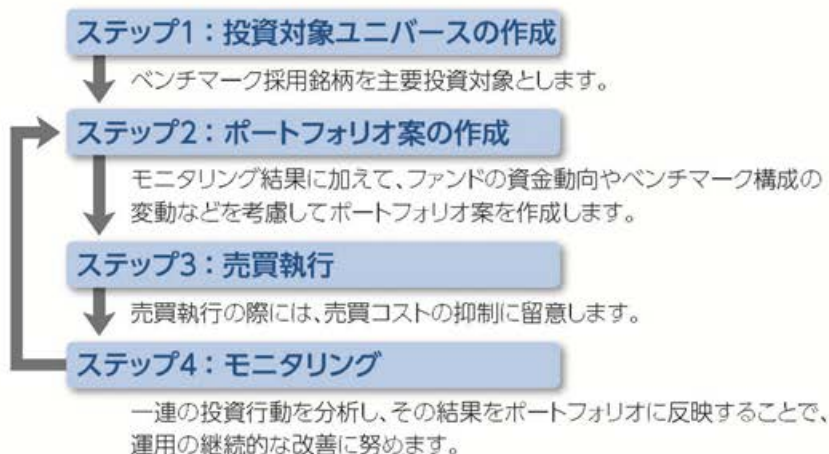 ステップ1：投資対象ユニバースの作成
ベンチマーク採用銘柄を主要投資対象とします。
ステップ2：ポートフォリオ案の作成
モニタリング結果に加えて、ファンドの資金動向やベンチマーク構成の
変動などを考慮してポートフォリオ案を作成します。
ステップ3：売買執行
売買執行の際には、売買コストの抑制に留意します。
ステップ4：モニタリング
一連の投資行動を分析し、その結果をポートフォリオに反映することで、
運用の継続的な改善に努めます。